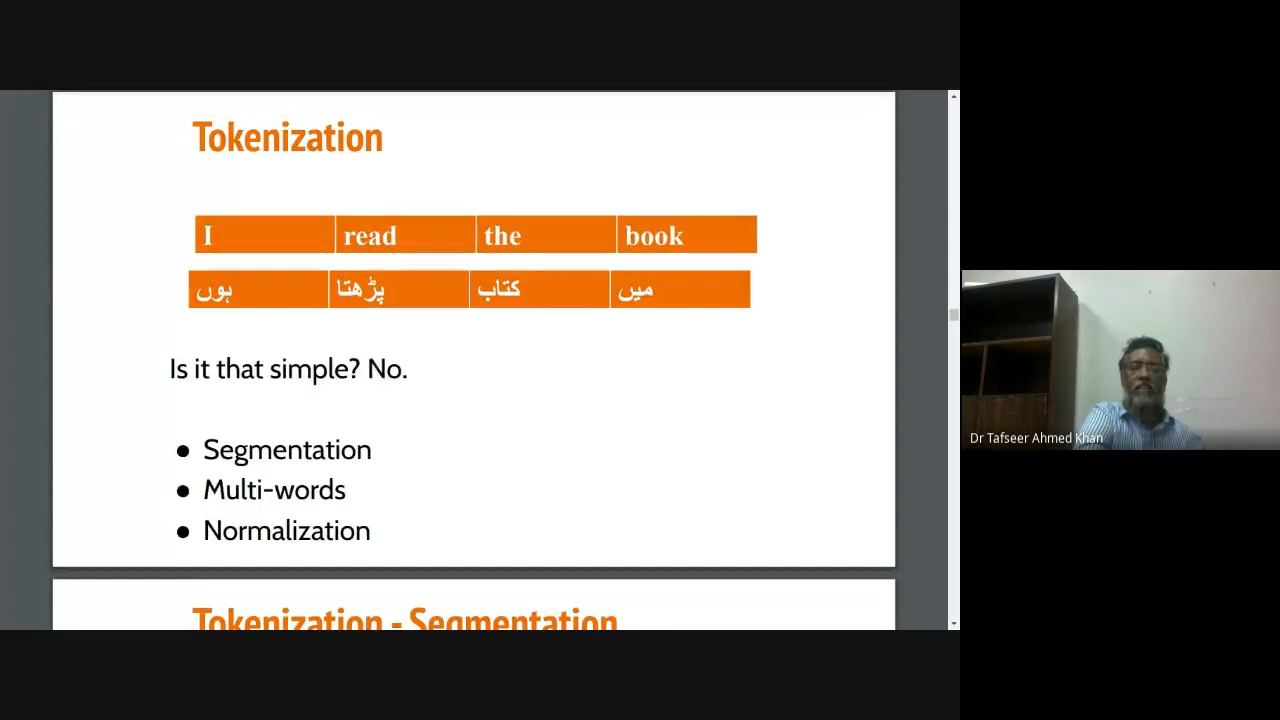 Tokenization
I read the book
میں کتاب پڑھتا ہوں
Is it that simple? No.
● Segmentation
● Multi-words
● Normalization
Tokenization - Segmentation
Dr Tafseer Ahmed Khan